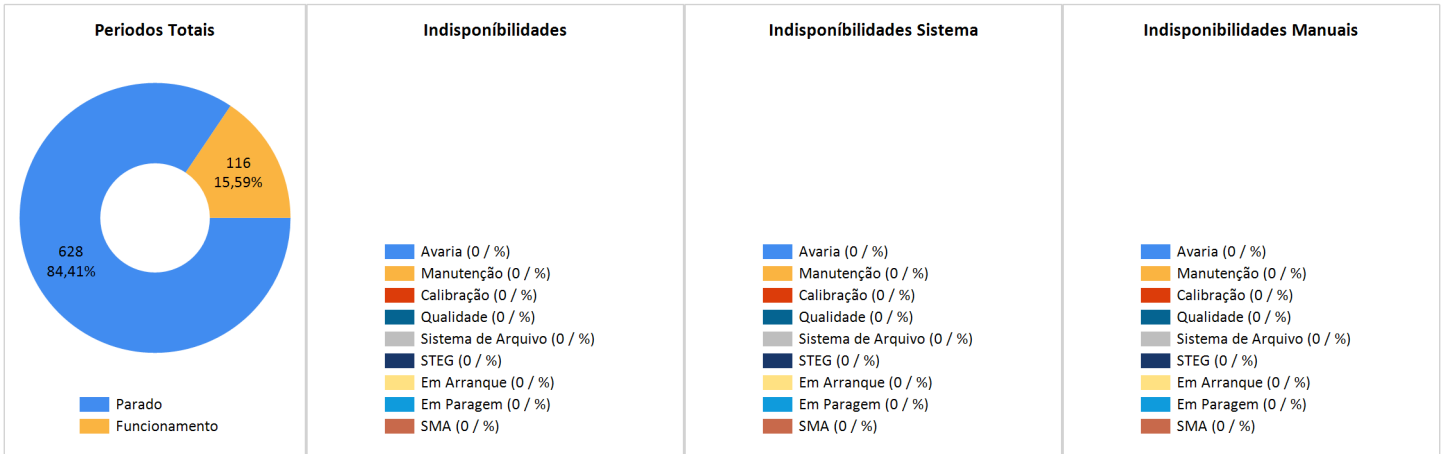 Periodos Totais
116
15,59%
628
84,41%
Parado
Funcionamento
Indisponíbilidades
Avaria (0 / %)
Manutenção (0 / %)
Calibração (0 / %)
Qualidade (0 / %)
Sistema de Arquivo (0 / %)
STEG (0 / %)
Em Arranque (0 / %)
Em Paragem (0 / %)
SMA (0 / %)
Indisponíbilidades Sistema
Avaria (0 / %)
Manutenção (0 / %)
Calibração (0 / %)
Qualidade (0 / %)
Sistema de Arquivo (0 / %)
STEG (0 / %)
Em Arranque (0 / %)
Em Paragem (0 / %)
SMA (0 / %)
Indisponíbilidades Manuais
Avaria (0 / %)
Manutenção (0 / %)
Calibração (0 / %)
Qualidade (0 / %)
Sistema de Arquivo (0 / %)
STEG (0 / %)
Em Arranque (0 / %)
Em Paragem (0 / %)
SMA (0 / %)